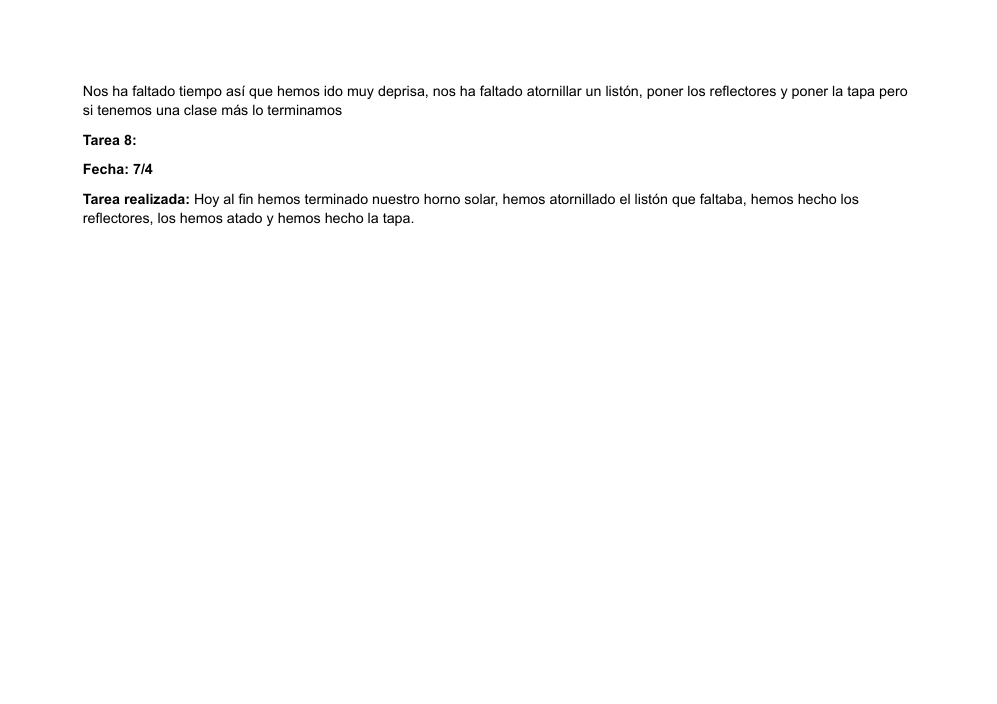 Nos ha faltado tiempo así que hemos ido muy deprisa, nos ha faltado atornillar un listón, poner los reflectores y poner la tapa pero
si tenemos una clase más lo terminamos
Tarea 8:
Fecha: 7/4
Tarea realizada: Hoy al fin hemos terminado nuestro horno solar, hemos atornillado el listón que faltaba, hemos hecho los
reflectores, los hemos atado y hemos hecho la tapa.